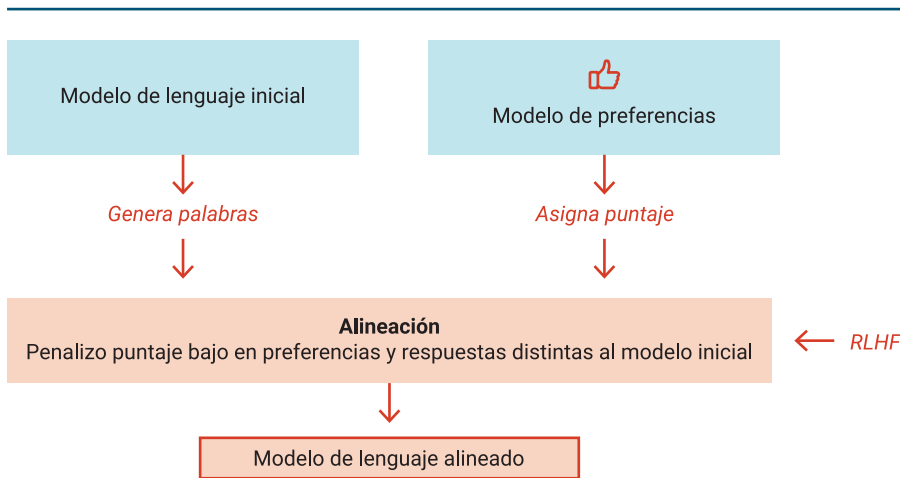 Modelo de lenguaje inicial
Modelo de preferencias
Genera palabras
Asigna puntaje
Alineación
Penalizo puntaje bajo en preferencias y respuestas distintas al modelo inicial
RLHF
Modelo de lenguaje alineado